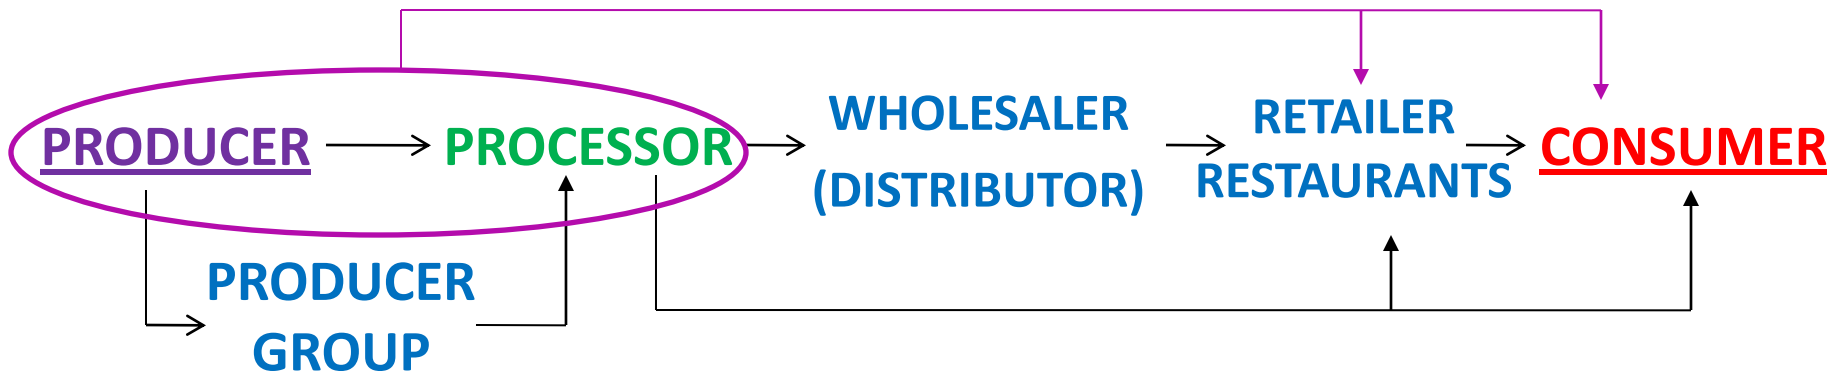 PRODUCER
PROCESSOR
WHOLESALER
(DISTRIBUTOR)
RETAILER
RESTAURANTS
CONSUMER
PRODUCER
GROUP